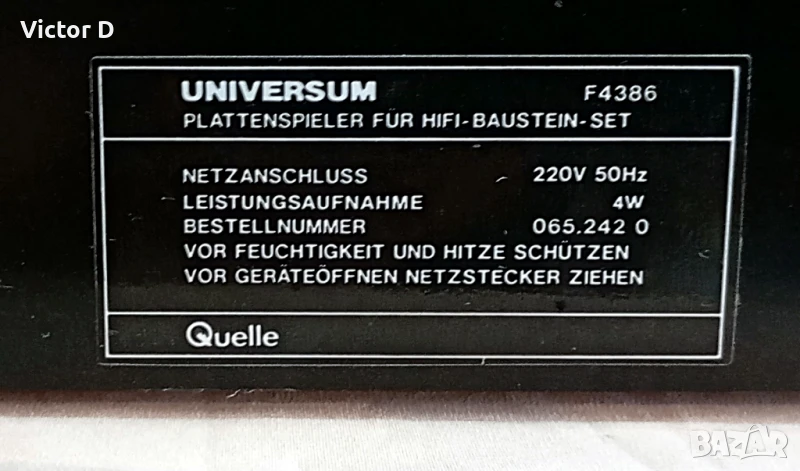 Victor D
UNIVERSUM F4386
PLATTENSPIELER FÜR HIFI-BAUSTEIN-SET
NETZANSCHLUSS 220V 50Hz
LEISTUNGSAUFNAHME 4W
BESTELLNUMMER 065.242 0
VOR FEUCHTIGKEIT UND HITZE SCHÜTZEN
VOR GERÄTEÖFFNEN NETZSTECKER ZIEHEN
Quelle
BAZAR